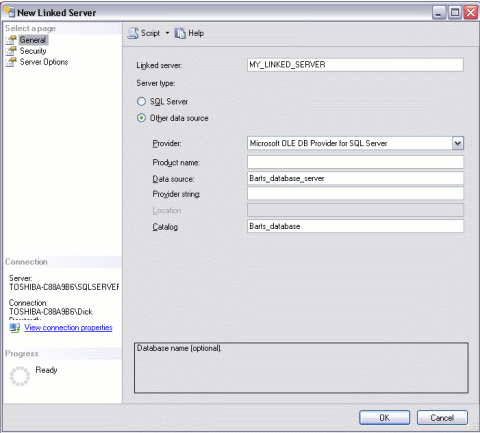 New Linked Server
Select a page
General
Security
Server Options
Script Help
Linked server: MY_LINKED_SERVER
Server type:
SQL Server
Other data source
Provider: Microsoft OLE DB Provider for SQL Server
Product name:
Data source: Barts_database_server
Provider string:
Location
Catalog Barts_database
Connection
Server:
TOSHIBA-C88A9B6\SQLSERVER
Connection:
TOSHIBA-C88A9B6\Dick
View connection properties
Progress
Ready
Database name (optional).
OK Cancel